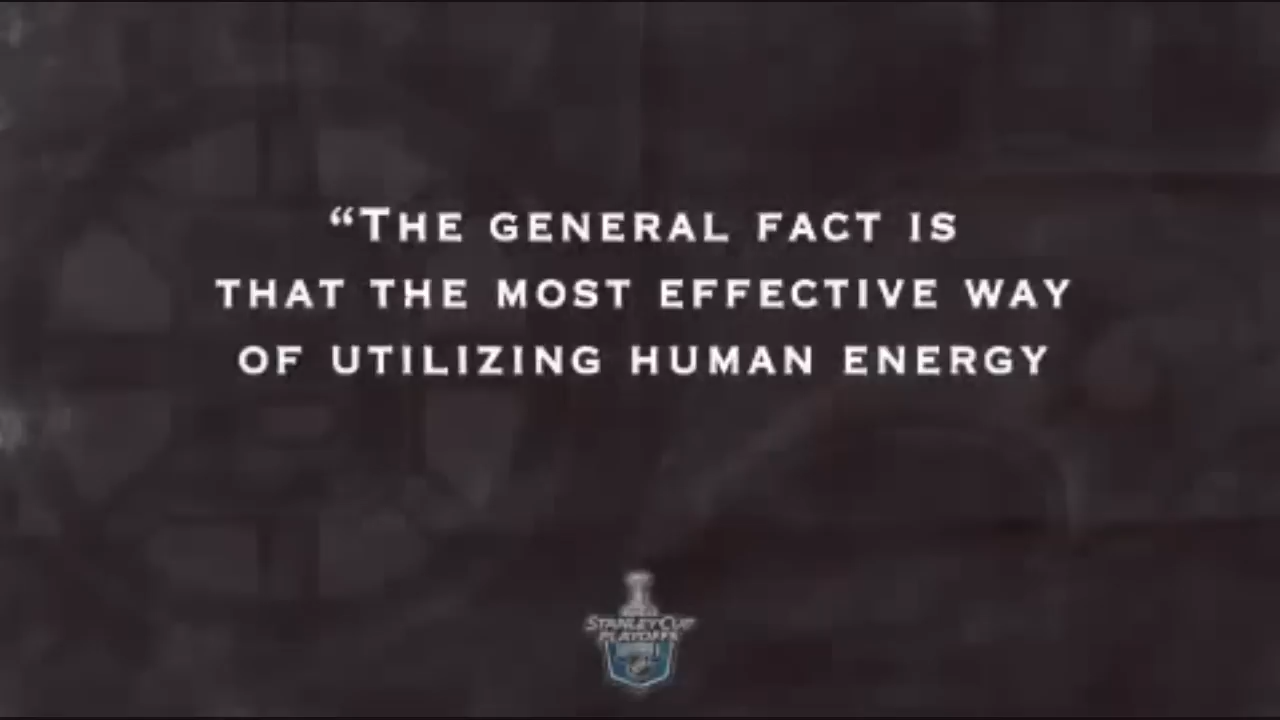 “THE GENERAL FACT IS
THAT THE MOST EFFECTIVE WAY
OF UTILIZING HUMAN ENERGY
STANLEY CUP
PLAYOFFS